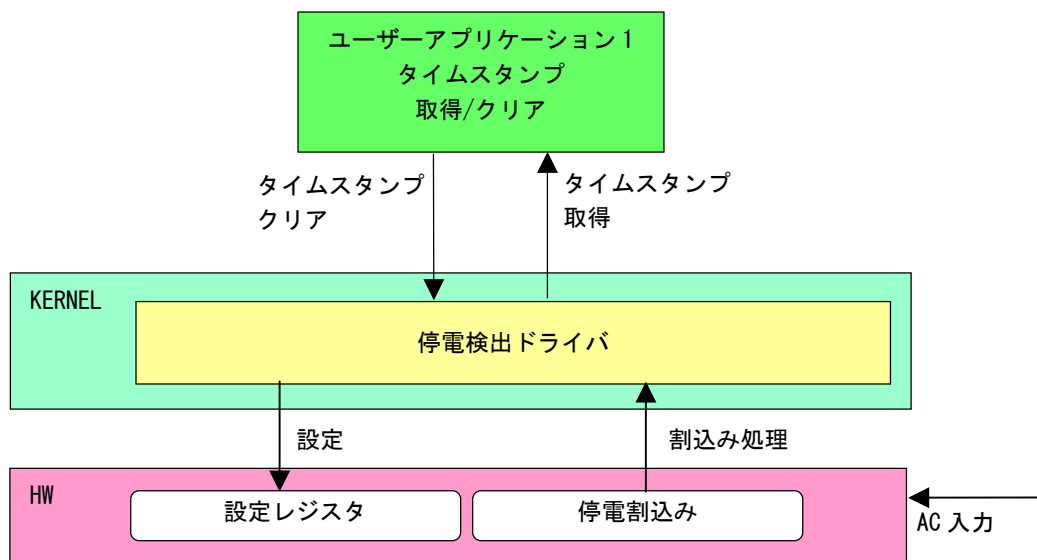 ユーザーアプリケーション1
タイムスタンプ
取得/クリア
タイムスタンプ
クリア
タイムスタンプ
取得
KERNEL
停電検出ドライバ
設定
割込み処理
HW
設定レジスタ
停電割込み
AC 入力